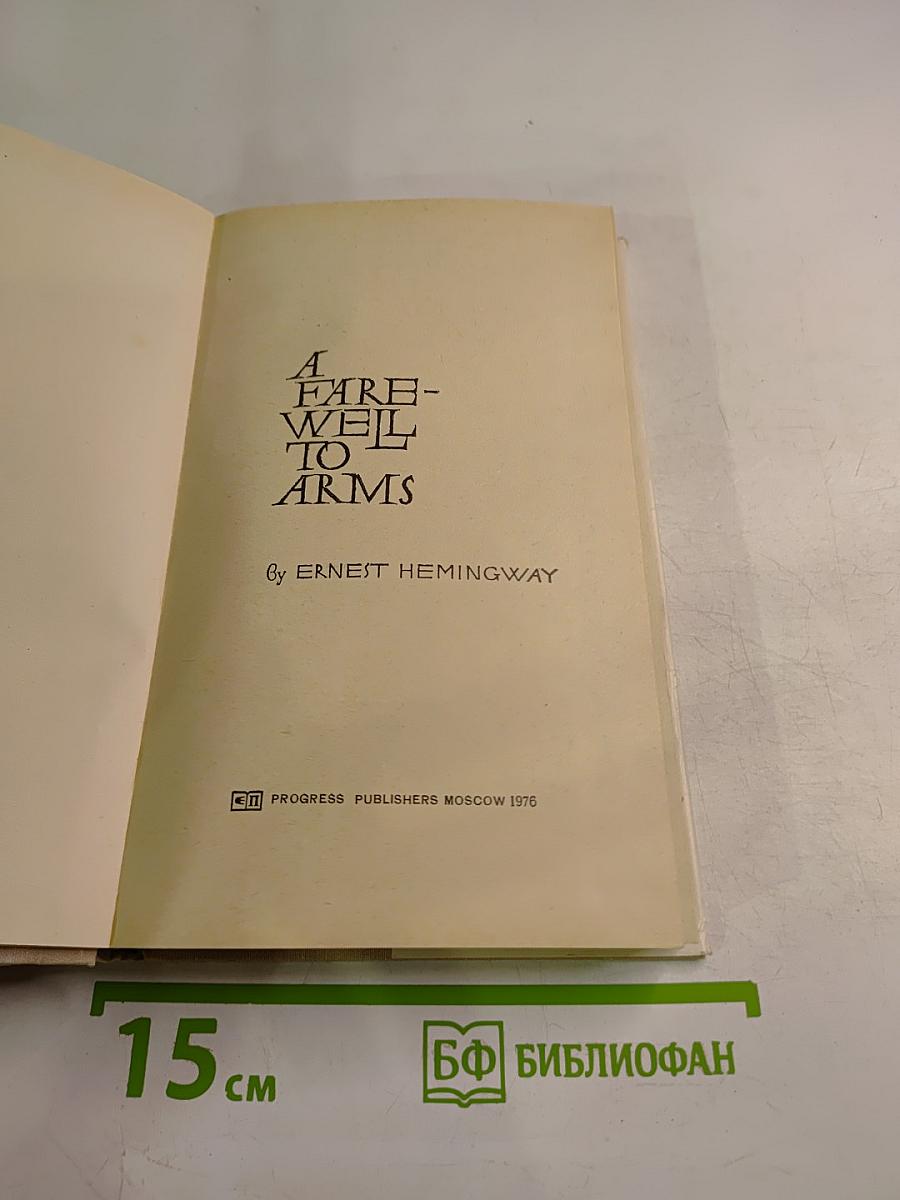 A
FARE-
WELL
TO
ARMS
By ERNEST HEMINGWAY
PROGRESS PUBLISHERS MOSCOW 1976
15 см
БФ БИБЛИОФАН